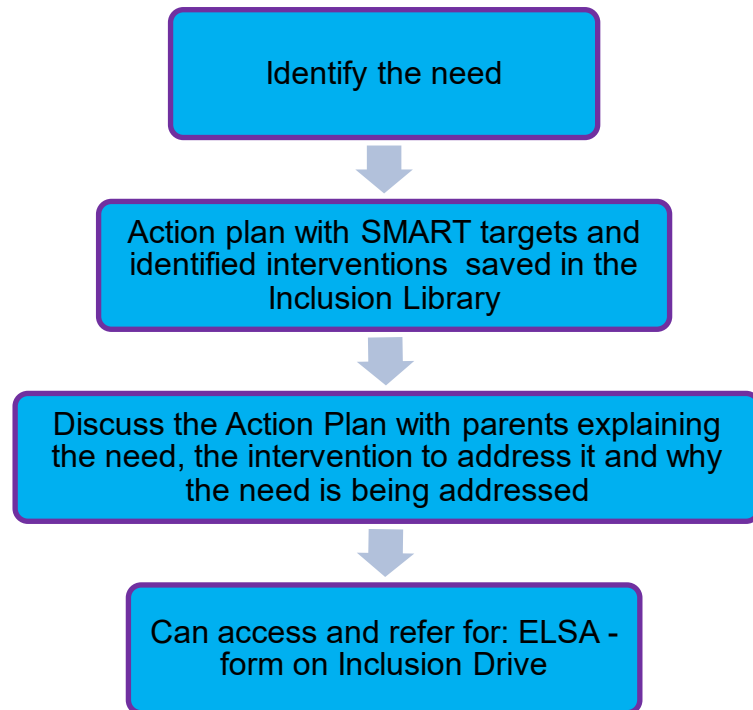 Identify the need
Action plan with SMART targets and
identified interventions  saved in the
Inclusion Library
Discuss the Action Plan with parents explaining
the need, the intervention to address it and why
the need is being addressed
Can access and refer for: ELSA -
form on Inclusion Drive